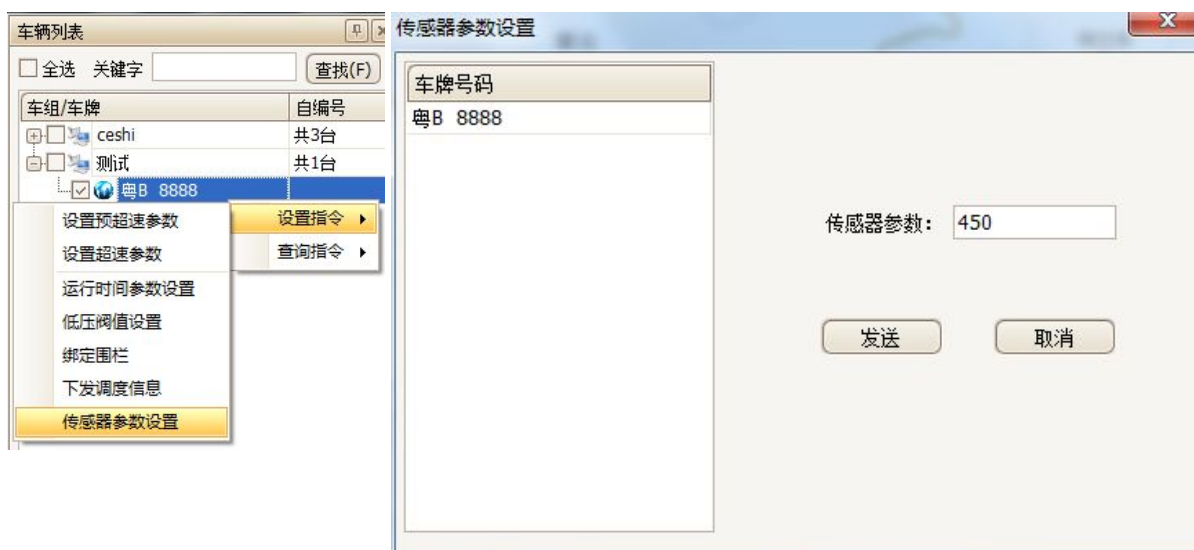 车辆列表
全选 关键字 查找(F)
车组/车牌 自编号
ceshi 共3台
测试 共1台
粤B 8888
设置指令
查询指令
设置预超速参数
设置超速参数
运行时间参数设置
低压阀值设置
绑定围栏
下发调度信息
传感器参数设置
传感器参数设置
车牌号码
粤B 8888
传感器参数： 450
发送 取消